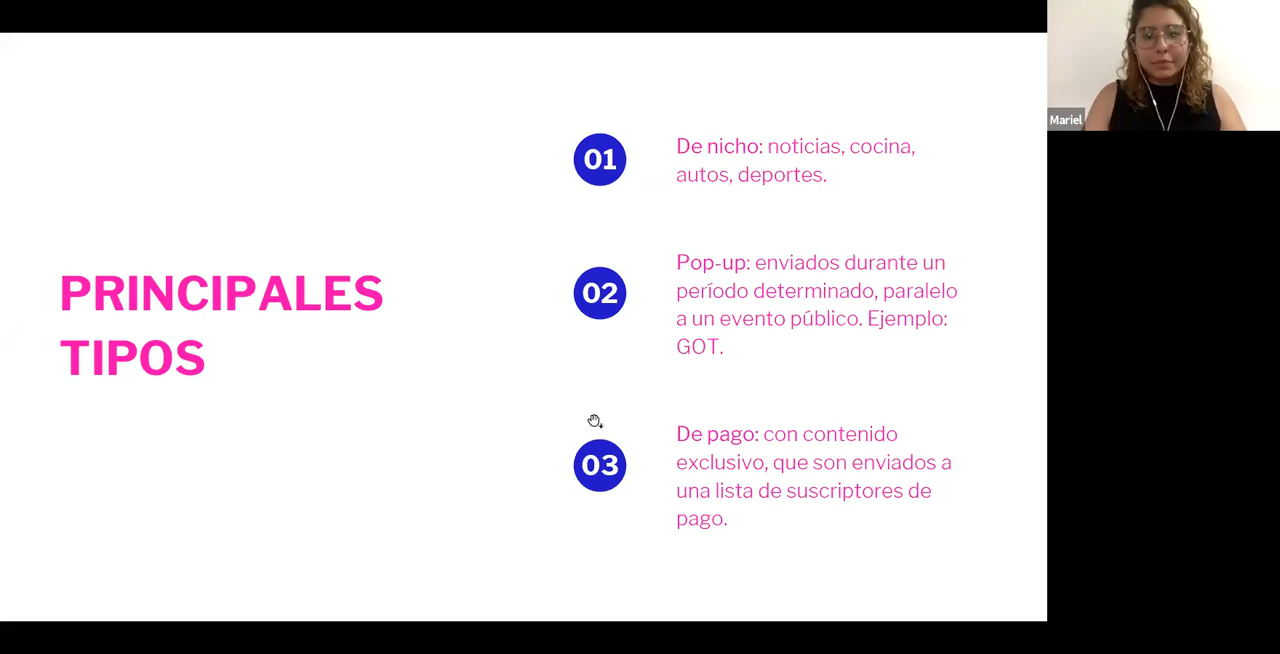 PRINCIPALES
TIPOS
01
De nicho: noticias, cocina,
autos, deportes.
02
Pop-up: enviados durante un
período determinado, paralelo
a un evento público. Ejemplo:
GOT.
03
De pago: con contenido
exclusivo, que son enviados a
una lista de suscriptores de
pago.
Mariel